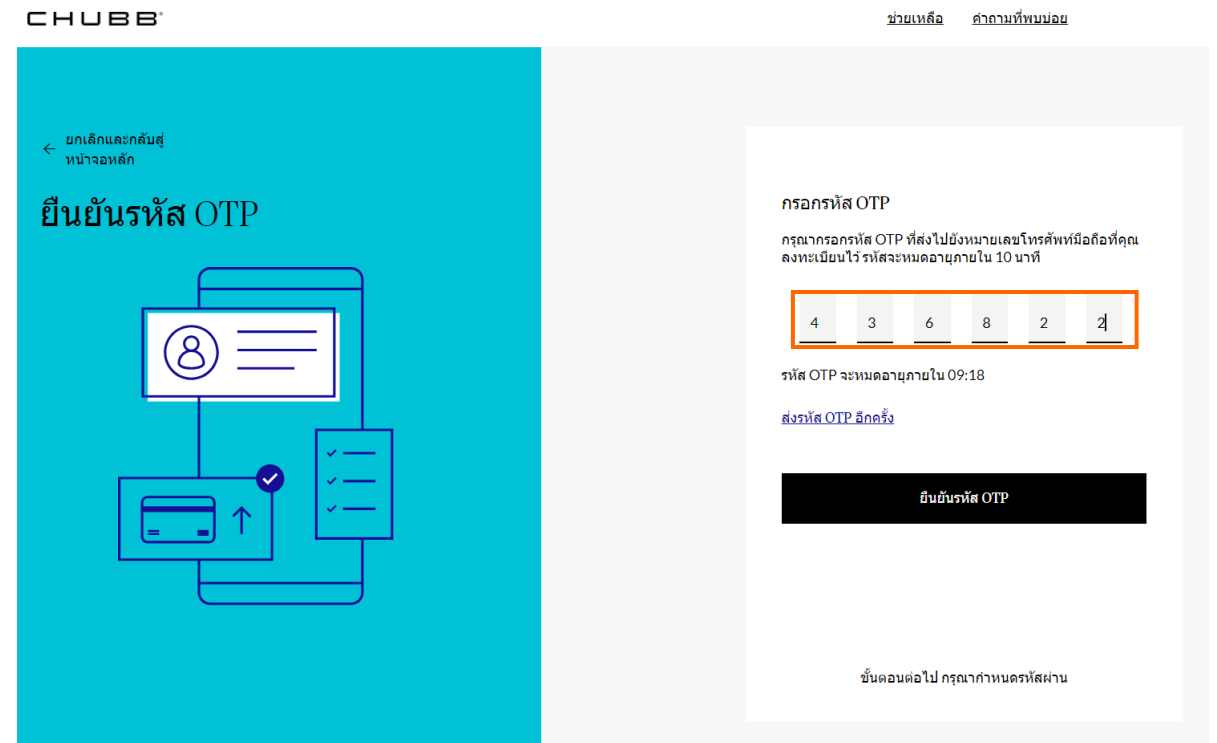 CHUBB
ช่วยเหลือ คำถามที่พบบ่อย
ยกเลิกและกลับสู่
หน้าจอหลัก
ยืนยันรหัส OTP
กรอกรหัส OTP
กรุณากรอกรหัส OTP ที่ส่งไปยังหมายเลขโทรศัพท์มือถือที่คุณ
ลงทะเบียนไว้ รหัสจะหมดอายุภายใน 10 นาที
4 3 6 8 2 2
รหัส OTP จะหมดอายุภายใน 09:18
ส่งรหัส OTP อีกครั้ง
ยืนยันรหัส OTP
ขั้นตอนต่อไป กรุณากำหนดรหัสผ่าน